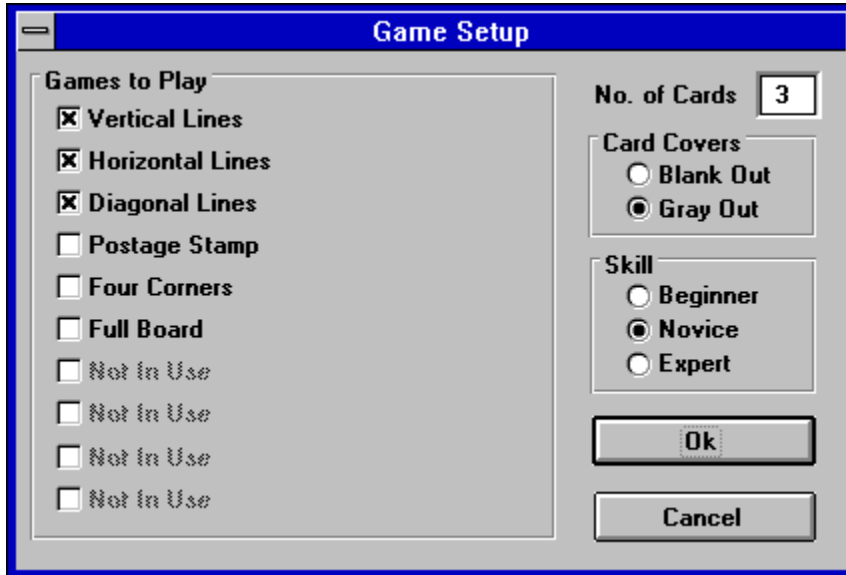 Game Setup
Games to Play
Vertical Lines
Horizontal Lines
Diagonal Lines
Postage Stamp
Four Corners
Full Board
Not In Use
Not In Use
Not In Use
Not In Use
No. of Cards 3
Card Covers
Blank Out
Gray Out
Skill
Beginner
Novice
Expert
Ok
Cancel